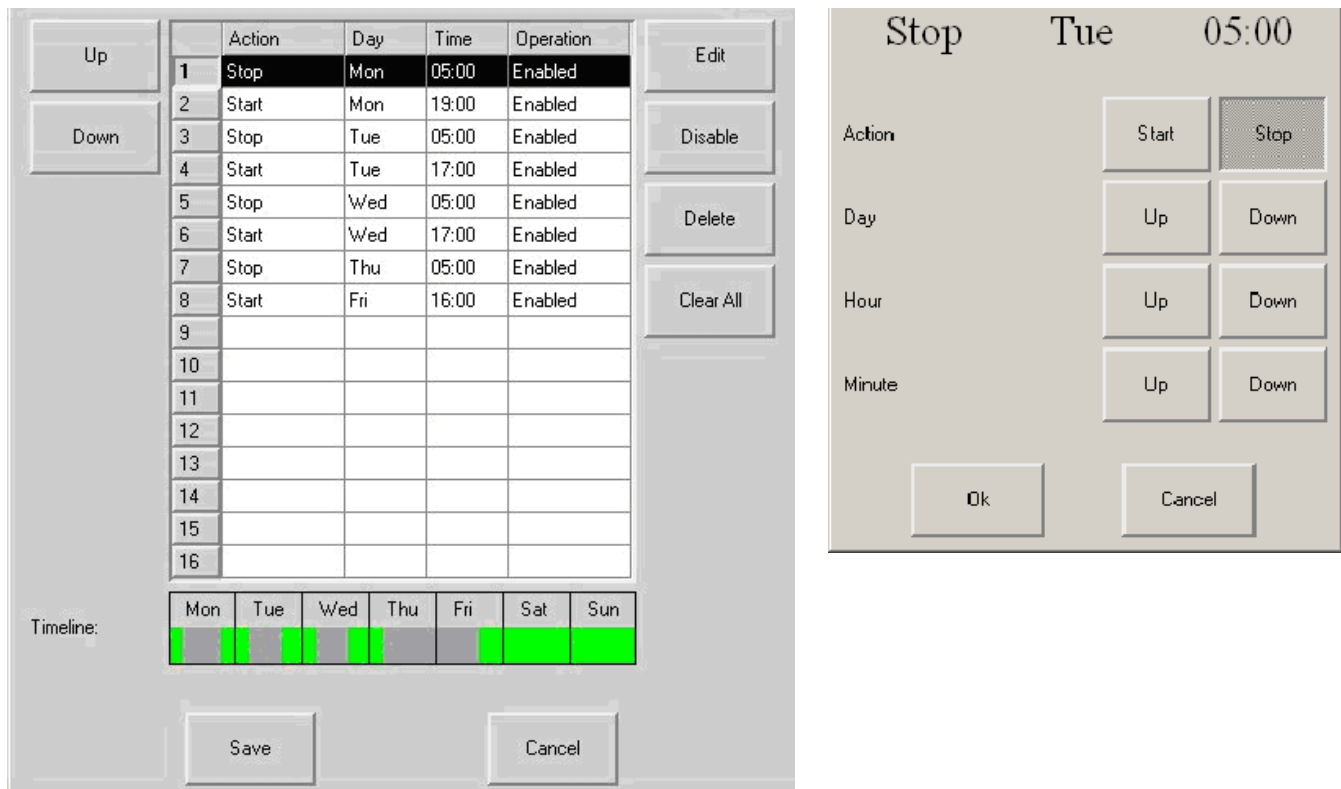 Up
Down
Action Day Time Operation
1 Stop Mon 05:00 Enabled
2 Start Mon 19:00 Enabled
3 Stop Tue 05:00 Enabled
4 Start Tue 17:00 Enabled
5 Stop Wed 05:00 Enabled
6 Start Wed 17:00 Enabled
7 Stop Thu 05:00 Enabled
8 Start Fri 16:00 Enabled
9
10
11
12
13
14
15
16
Edit
Disable
Delete
Clear All
Timeline:
Mon Tue Wed Thu Fri Sat Sun
Save Cancel
Stop Tue 05:00
Action Start Stop
Day Up Down
Hour Up Down
Minute Up Down
Ok Cancel